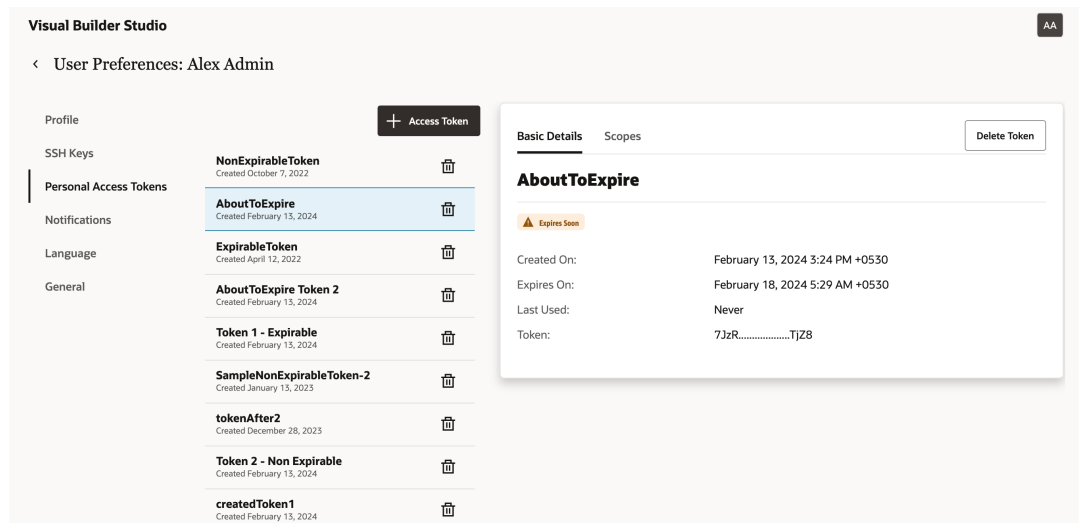 Visual Builder Studio
AA
User Preferences: Alex Admin
Profile
SSH Keys
Personal Access Tokens
Notifications
Language
General
Access Token
NonExpirableToken
Created October 7, 2022
AboutToExpire
Created February 13, 2024
ExpirableToken
Created April 12, 2022
AboutToExpire Token 2
Created February 13, 2024
Token 1 - Expirable
Created February 13, 2024
SampleNonExpirableToken-2
Created January 13, 2023
tokenAfter2
Created December 28, 2023
Token 2 - Non Expirable
Created February 13, 2024
createdToken1
Created February 13, 2024
Basic Details Scopes
Delete Token
AboutToExpire
Expires Soon
Created On: February 13, 2024 3:24 PM +0530
Expires On: February 18, 2024 5:29 AM +0530
Last Used: Never
Token: 7JzR...................TjZ8